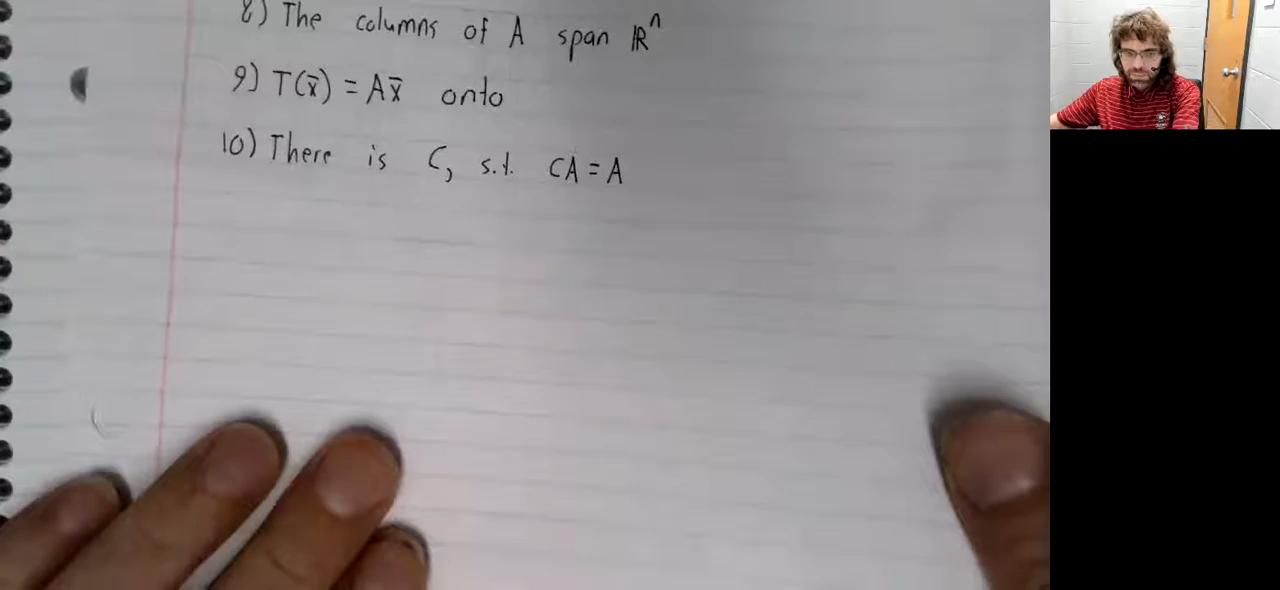 8) The columns of A span ℝⁿ
9) T(x̄) = Ax̄ onto
10) There is C, s.t. CA = A